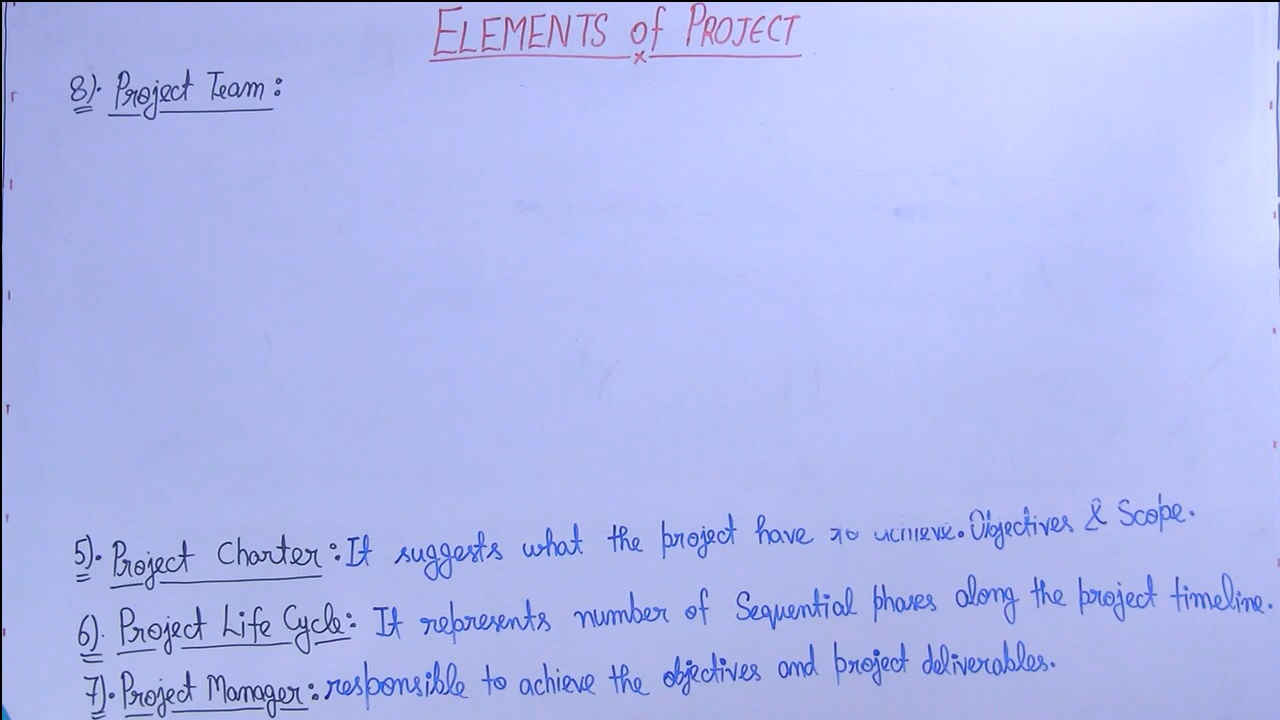 ELEMENTS of PROJECT
8). Project Team:
5). Project Charter: It suggests what the project have to achieve. Objectives & Scope.
6). Project Life Cycle: It represents number of Sequential phases along the project timeline.
7). Project Manager: responsible to achieve the objectives and project deliverables.